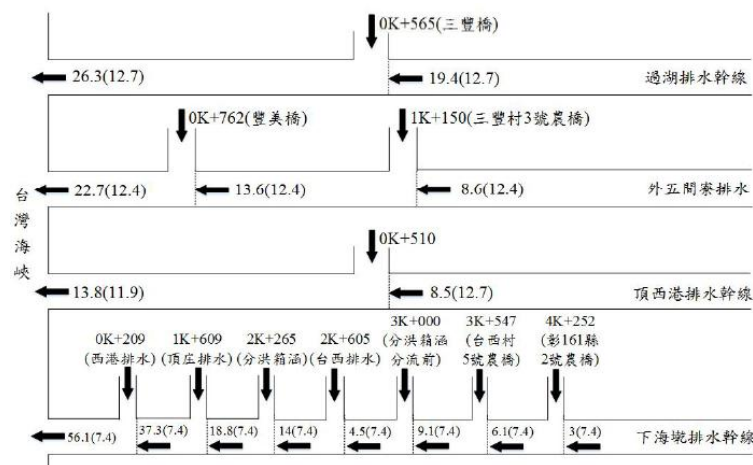 0K+565(三豐橋)
26.3(12.7)
19.4(12.7)
過湖排水幹線
0K+762(豐美橋)
1K+150(三豐村3號農橋)
22.7(12.4)
13.6(12.4)
8.6(12.4)
外五間寮排水
台灣海峽
0K+510
13.8(11.9)
8.5(12.7)
頂西港排水幹線
0K+209
(西港排水)
1K+609
(頂庄排水)
2K+265
(分洪箱涵)
2K+605
(台西排水)
3K+000
(分洪箱涵
分流前)
3K+547
(台西村
5號農橋)
4K+252
(彰161縣
2號農橋)
56.1(7.4)
37.3(7.4)
18.8(7.4)
14(7.4)
4.5(7.4)
9.1(7.4)
6.1(7.4)
3(7.4)
下海墘排水幹線